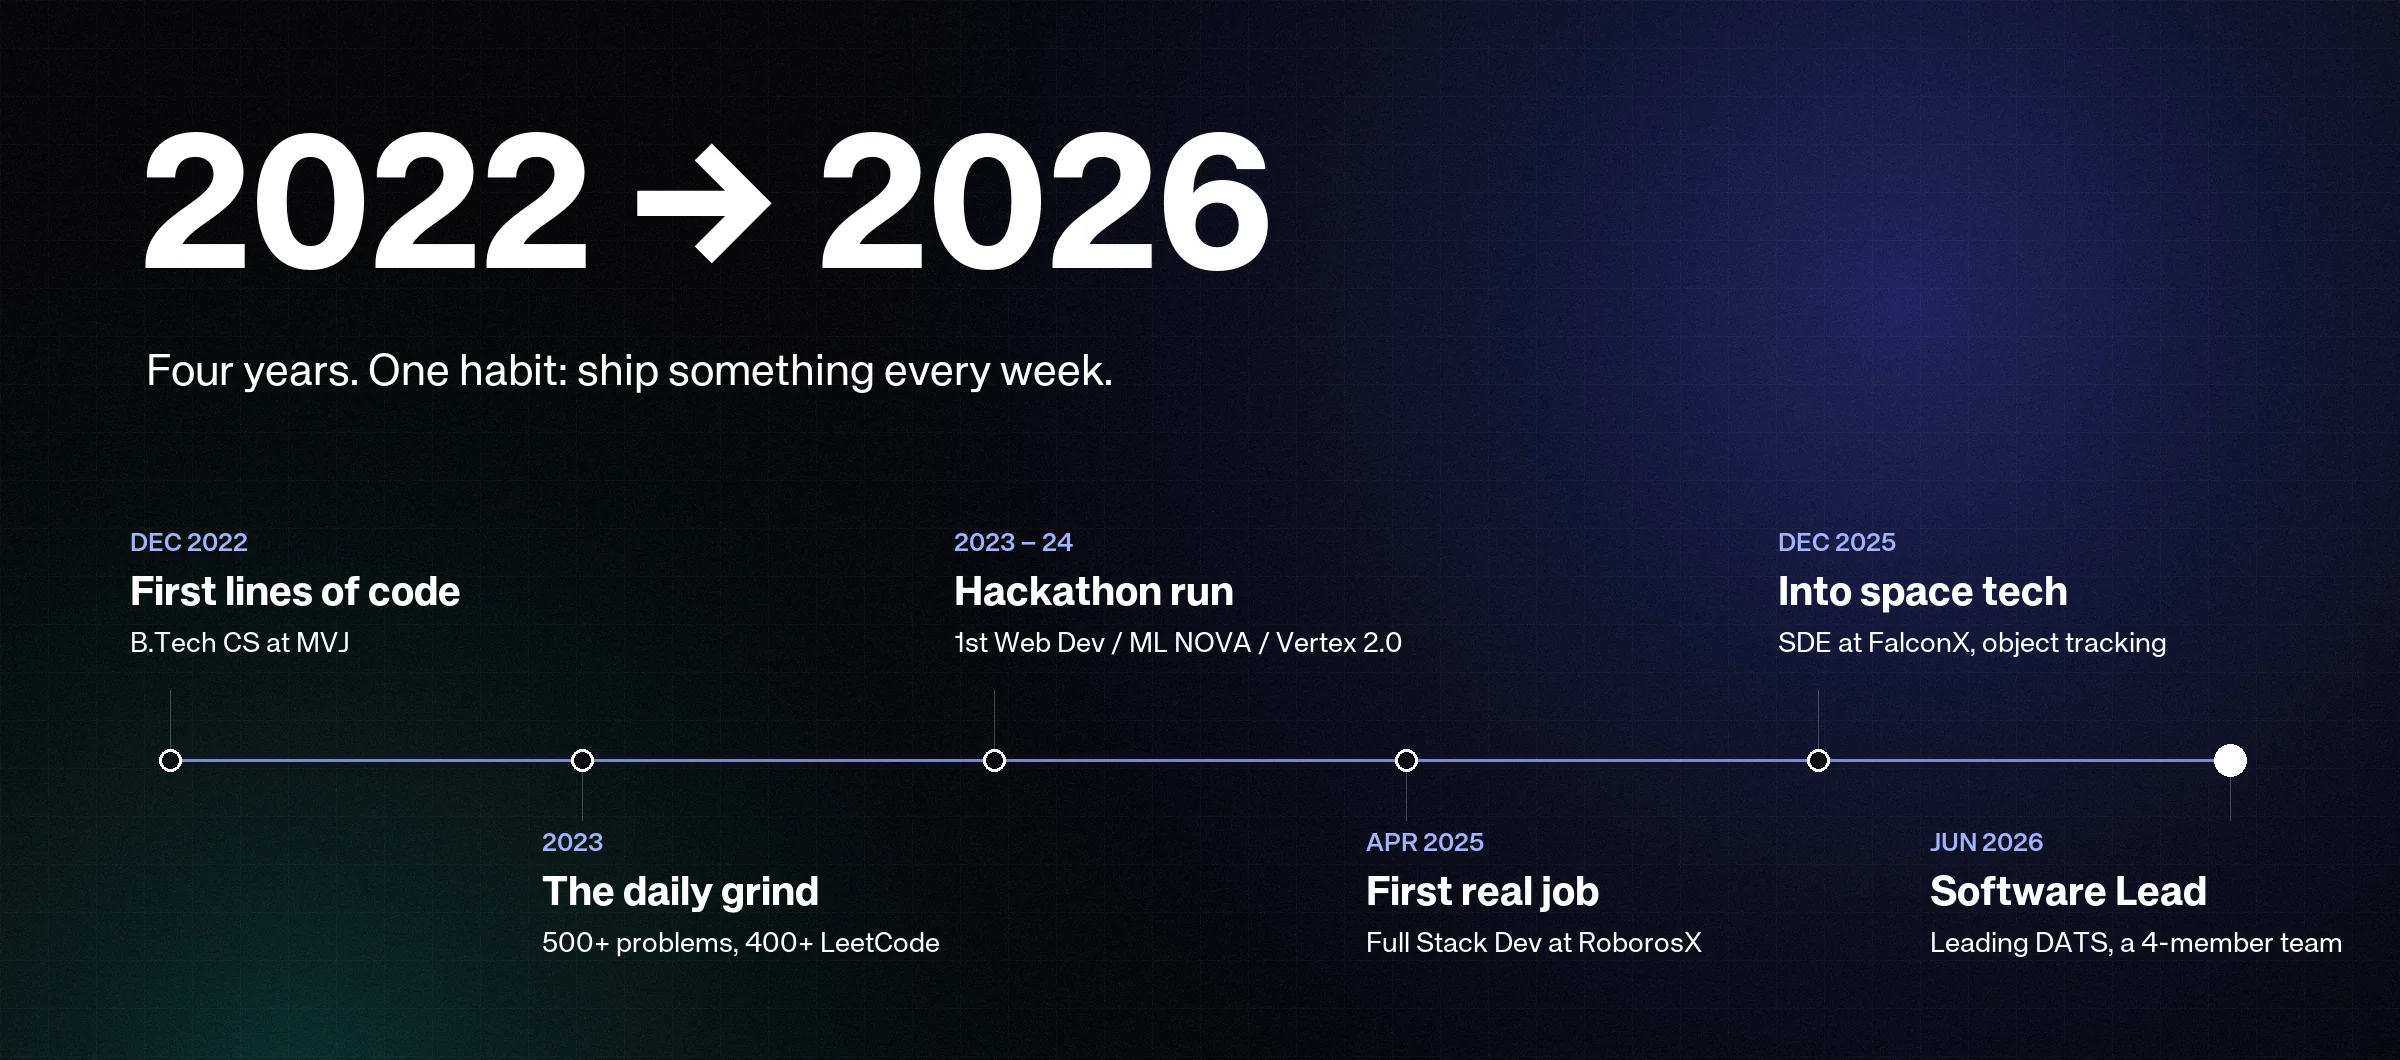 2022 → 2026
Four years. One habit: ship something every week.
DEC 2022
First lines of code
B.Tech CS at MVJ
2023
The daily grind
500+ problems, 400+ LeetCode
2023 – 24
Hackathon run
1st Web Dev / ML NOVA / Vertex 2.0
APR 2025
First real job
Full Stack Dev at RoborosX
DEC 2025
Into space tech
SDE at FalconX, object tracking
JUN 2026
Software Lead
Leading DATS, a 4-member team